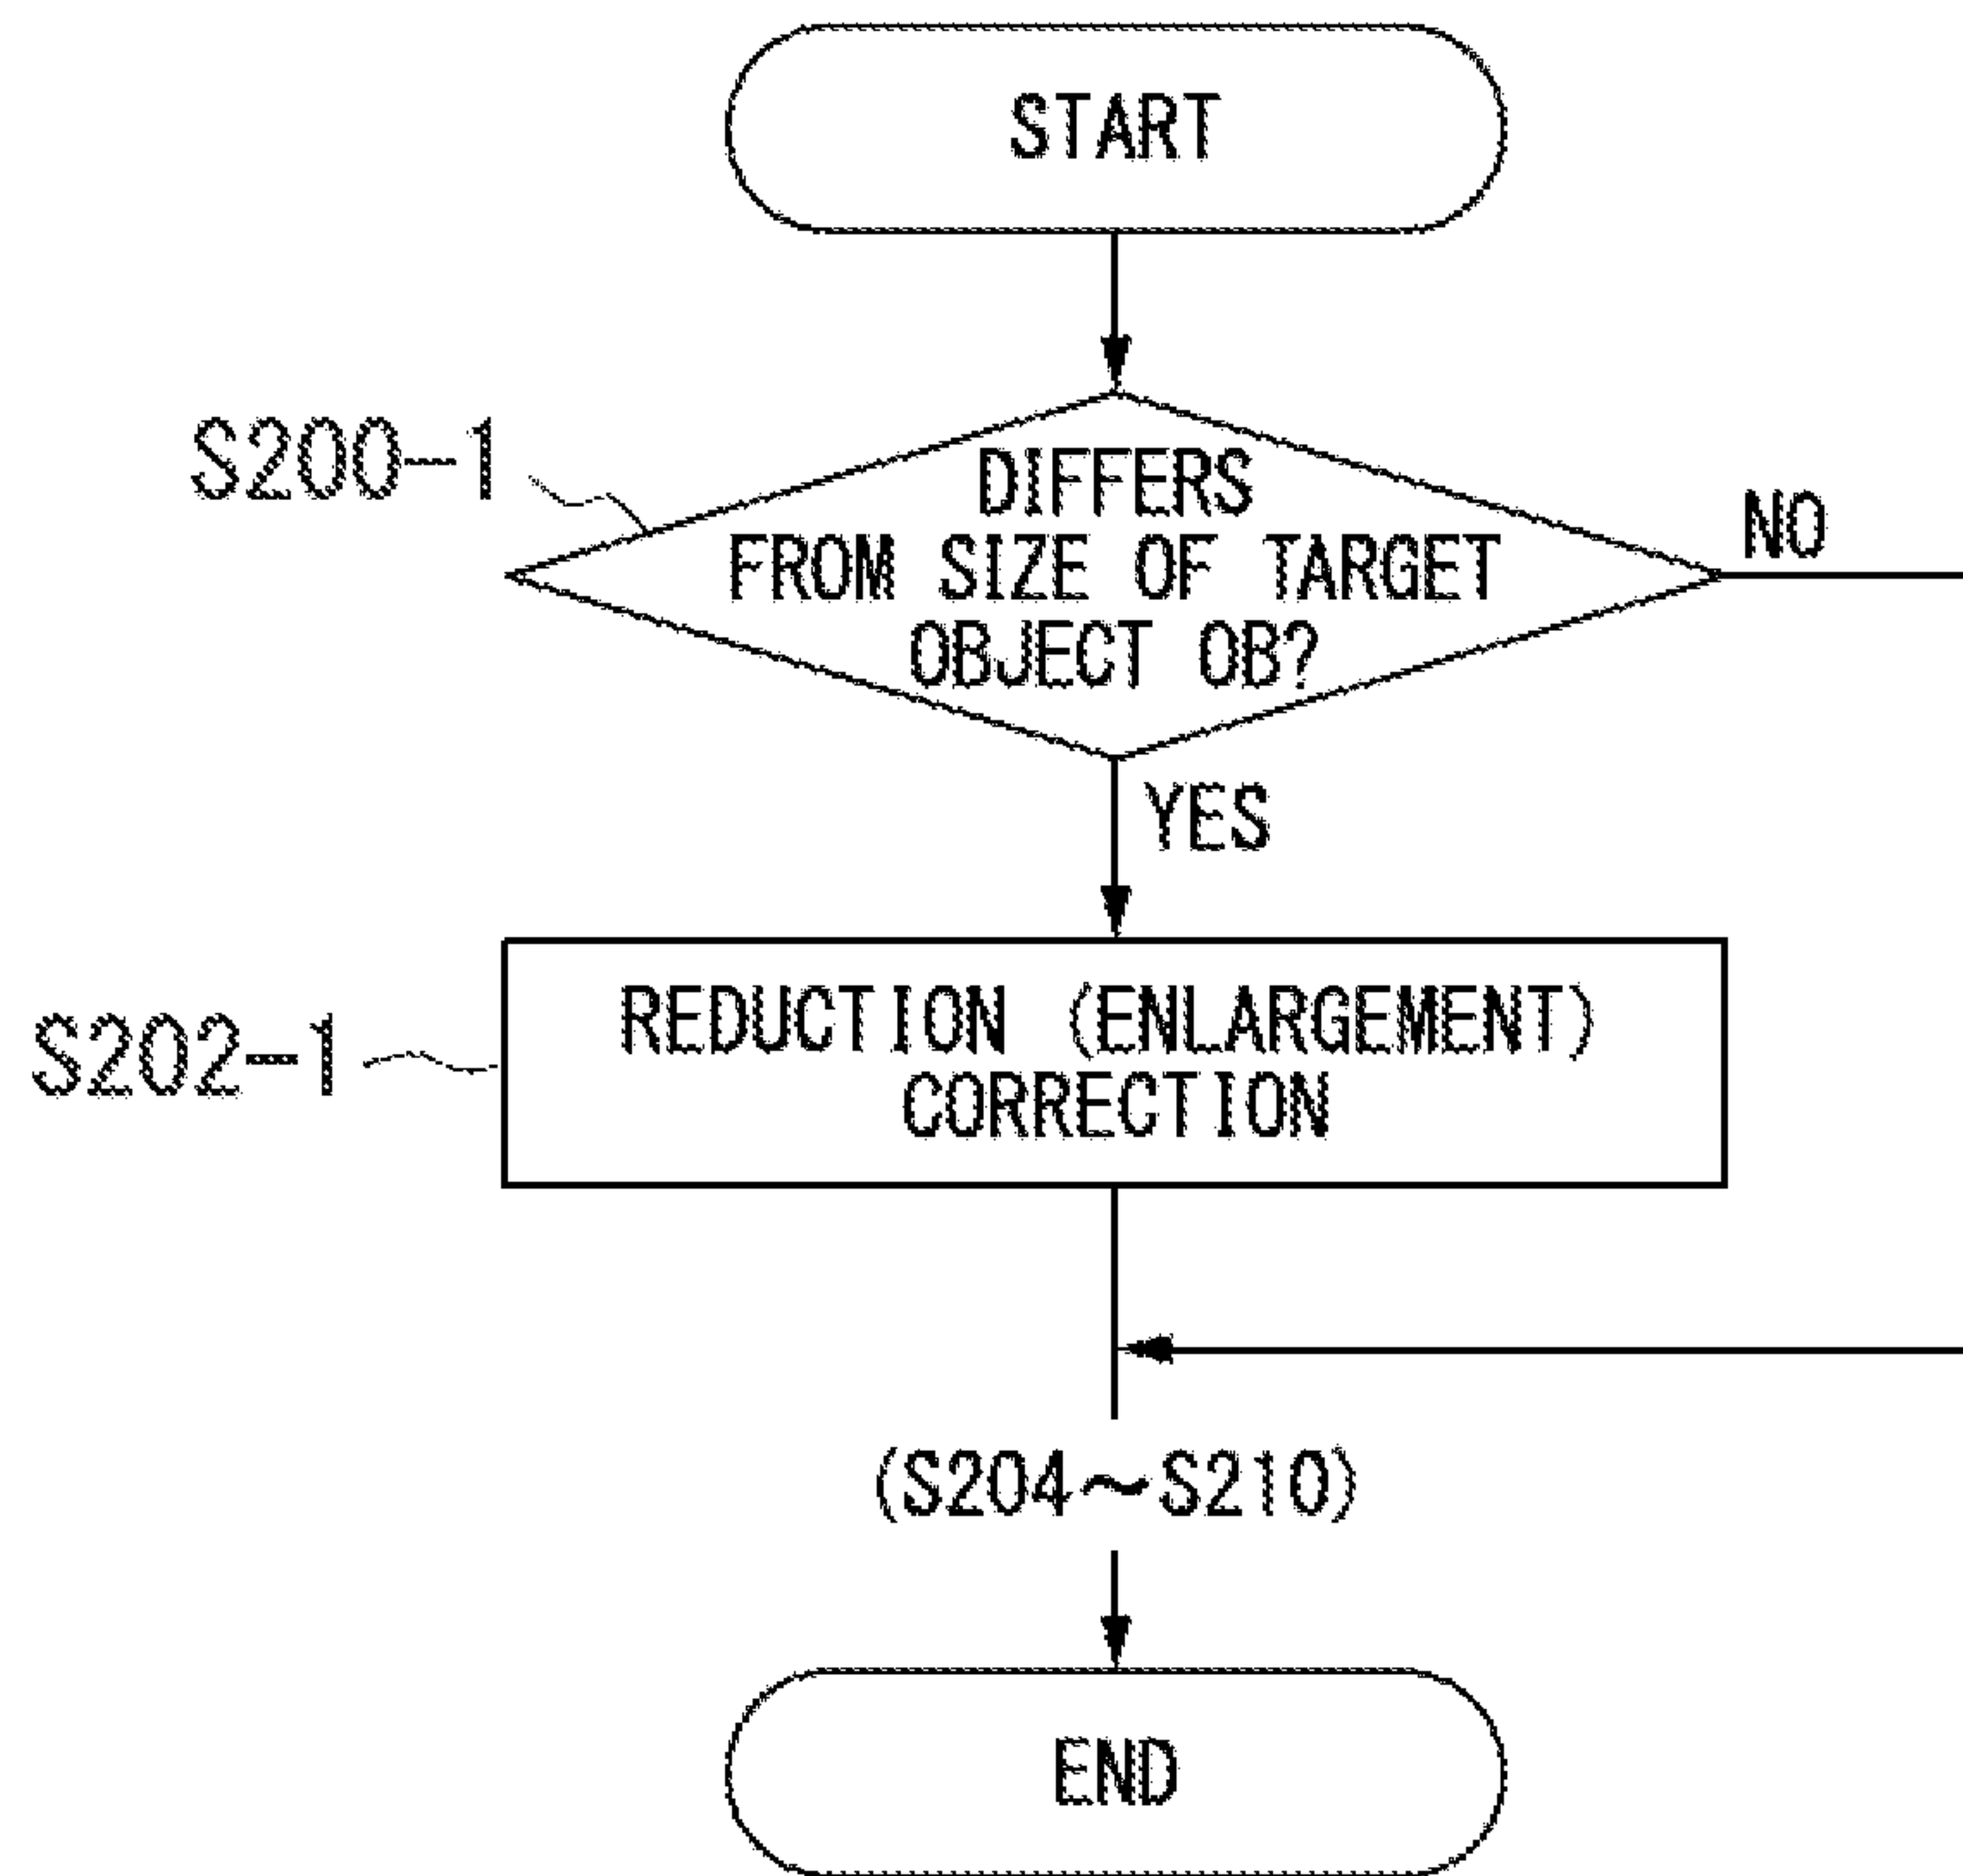 START
S200-1
DIFFERS
FROM SIZE OF TARGET
OBJECT OB?
NO
YES
S202-1
REDUCTION (ENLARGEMENT)
CORRECTION
(S204~S210)
END